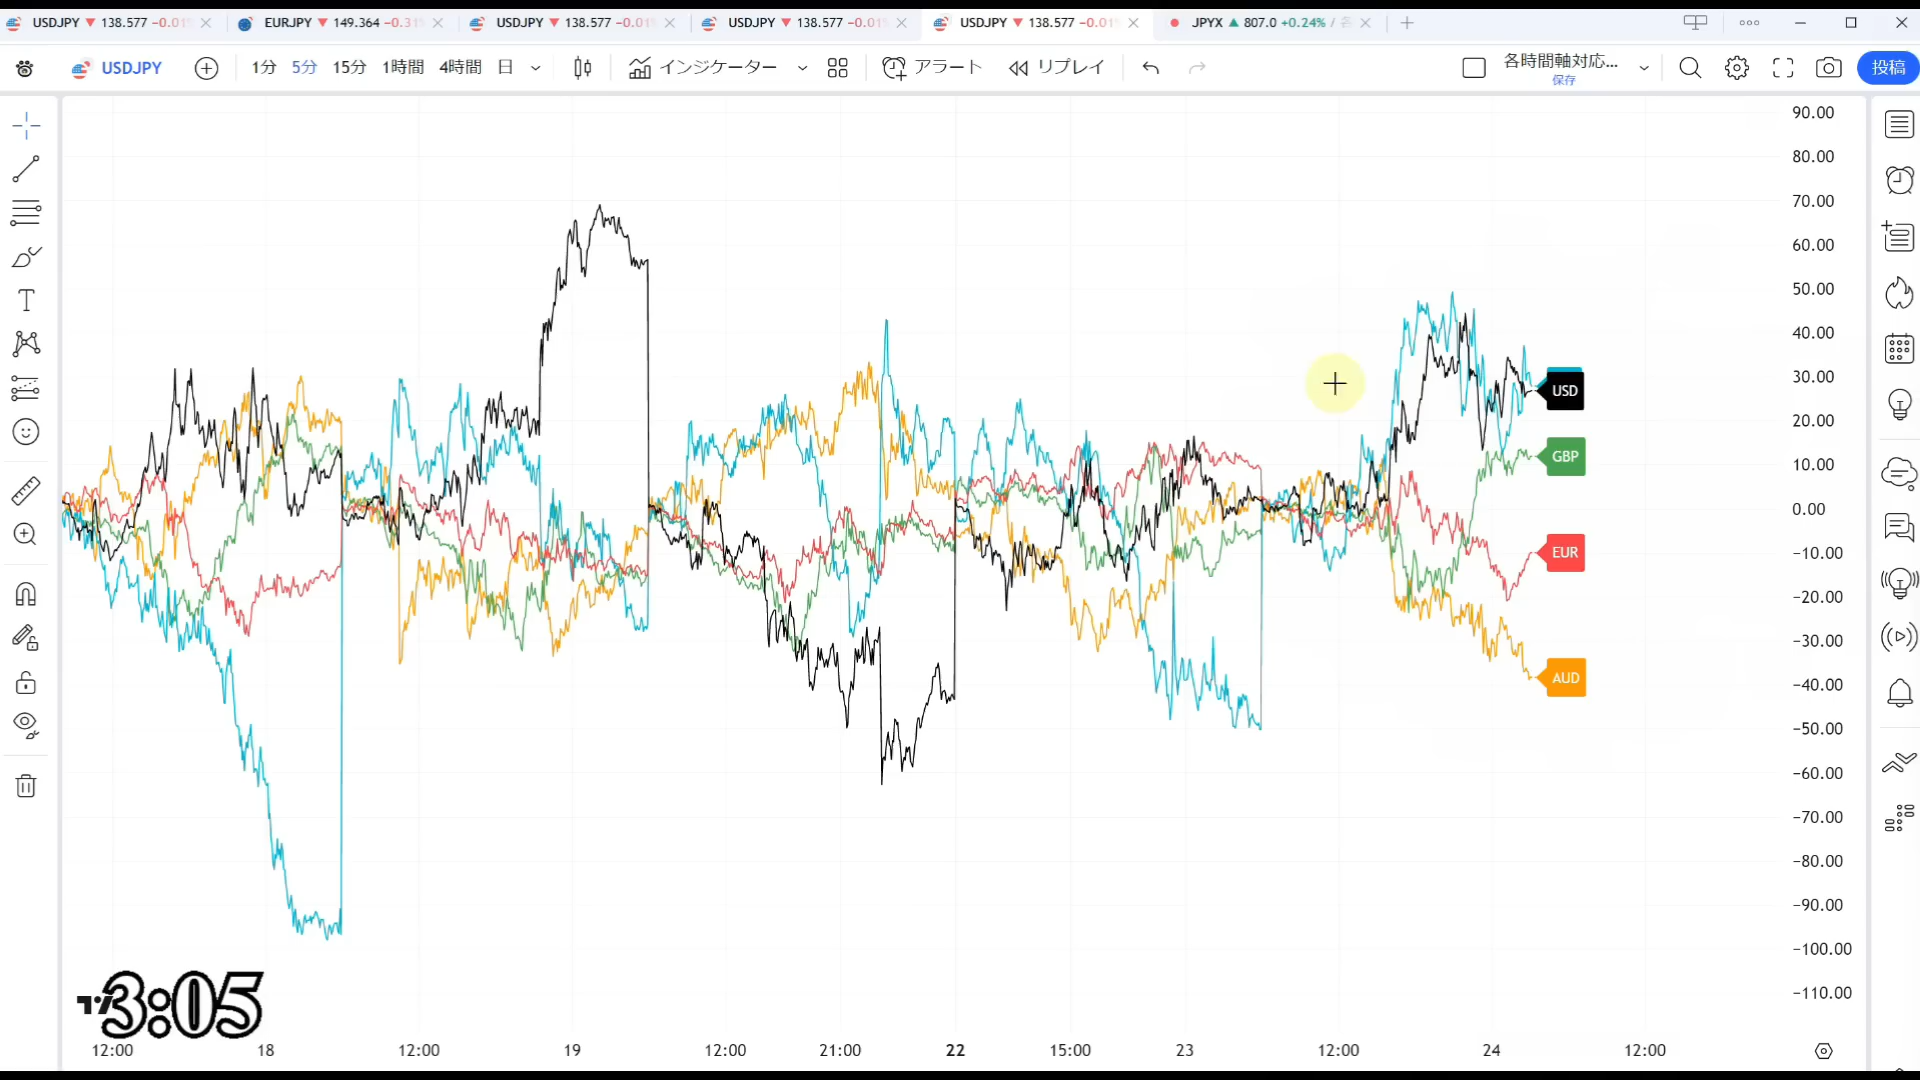 USDJPY ▼ 138.577 −0.01
EURJPY ▼ 149.364 −0.31
USDJPY ▼ 138.577 −0.01
USDJPY ▼ 138.577 −0.01
USDJPY ▼ 138.577 −0.01
JPYX ▲ 807.0 +0.24% / 各
USDJPY
1分 5分 15分 1時間 4時間 日
インジケーター
アラート
リプレイ
各時間軸対応...
保存
投稿
90.00
80.00
70.00
60.00
50.00
40.00
30.00
20.00
10.00
0.00
−10.00
−20.00
−30.00
−40.00
−50.00
−60.00
−70.00
−80.00
−90.00
−100.00
−110.00
USD
GBP
EUR
AUD
3:05
12:00 18 12:00 19 12:00 21:00 22 15:00 23 12:00 24 12:00